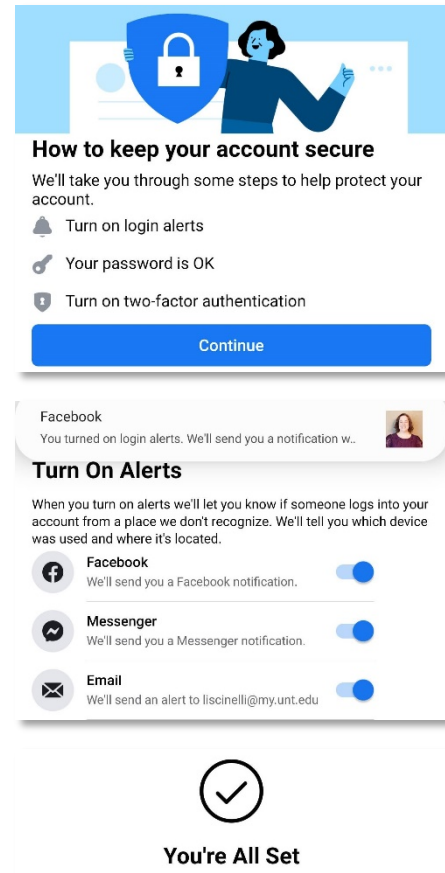 How to keep your account secure
We'll take you through some steps to help protect your
account.
Turn on login alerts
Your password is OK
Turn on two-factor authentication
Continue
Facebook
You turned on login alerts. We'll send you a notification w..
Turn On Alerts
When you turn on alerts we'll let you know if someone logs into your
account from a place we don't recognize. We'll tell you which device
was used and where it's located.
Facebook
We'll send you a Facebook notification.
Messenger
We'll send you a Messenger notification.
Email
We'll send an alert to liscinelli@my.unt.edu
You're All Set